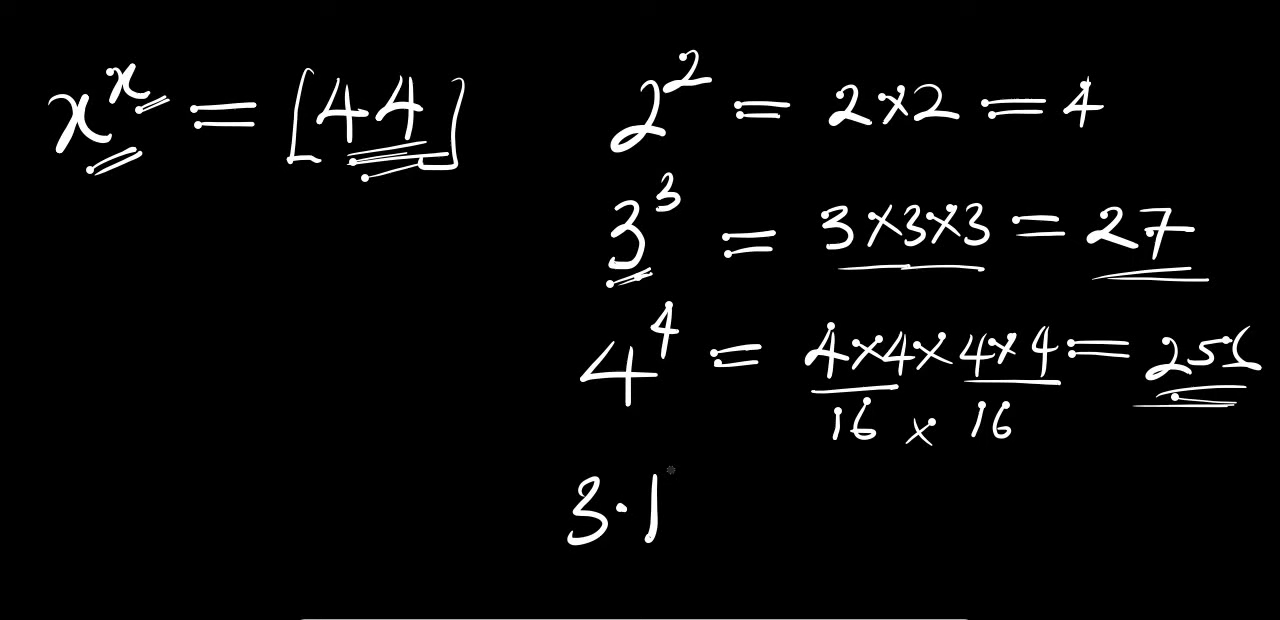 x^x = [44]
2^2 = 2×2 = 4
3^3 = 3×3×3 = 27
4^4 = 4×4×4×4 = 256
16 × 16
3.1